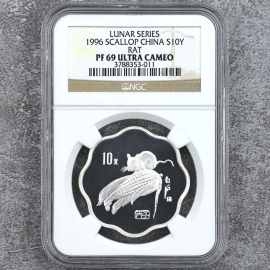 LUNAR SERIES
1996 SCALLOP CHINA S10Y
RAT
PF 69 ULTRA CAMEO
3788353-011
NGC
10元